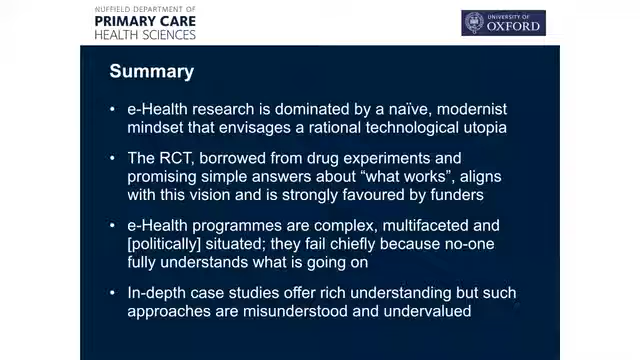 NUFFIELD DEPARTMENT OF
PRIMARY CARE
HEALTH SCIENCES
UNIVERSITY OF
OXFORD
Summary
• e-Health research is dominated by a naïve, modernist
mindset that envisages a rational technological utopia
• The RCT, borrowed from drug experiments and
promising simple answers about “what works”, aligns
with this vision and is strongly favoured by funders
• e-Health programmes are complex, multifaceted and
[politically] situated; they fail chiefly because no-one
fully understands what is going on
• In-depth case studies offer rich understanding but such
approaches are misunderstood and undervalued